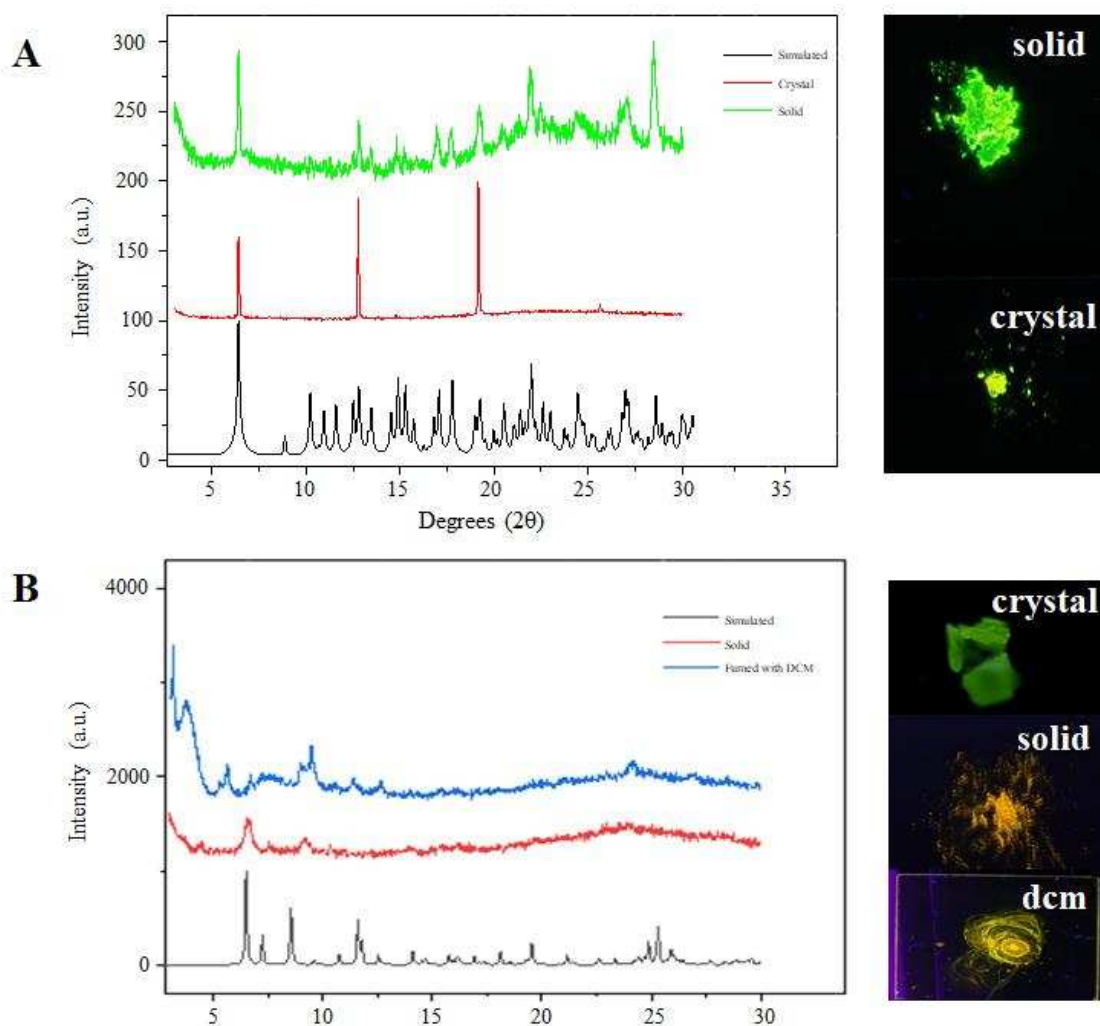 A
300
250
200
150
100
50
0
Intensity (a.u.)
Simulated
Crystal
Solid
5
10
15
20
25
30
35
Degrees (2θ)
solid
crystal
B
4000
2000
0
Intensity (a.u.)
Simulated
Solid
Fumed with DCM
5
10
15
20
25
30
crystal
solid
dcm